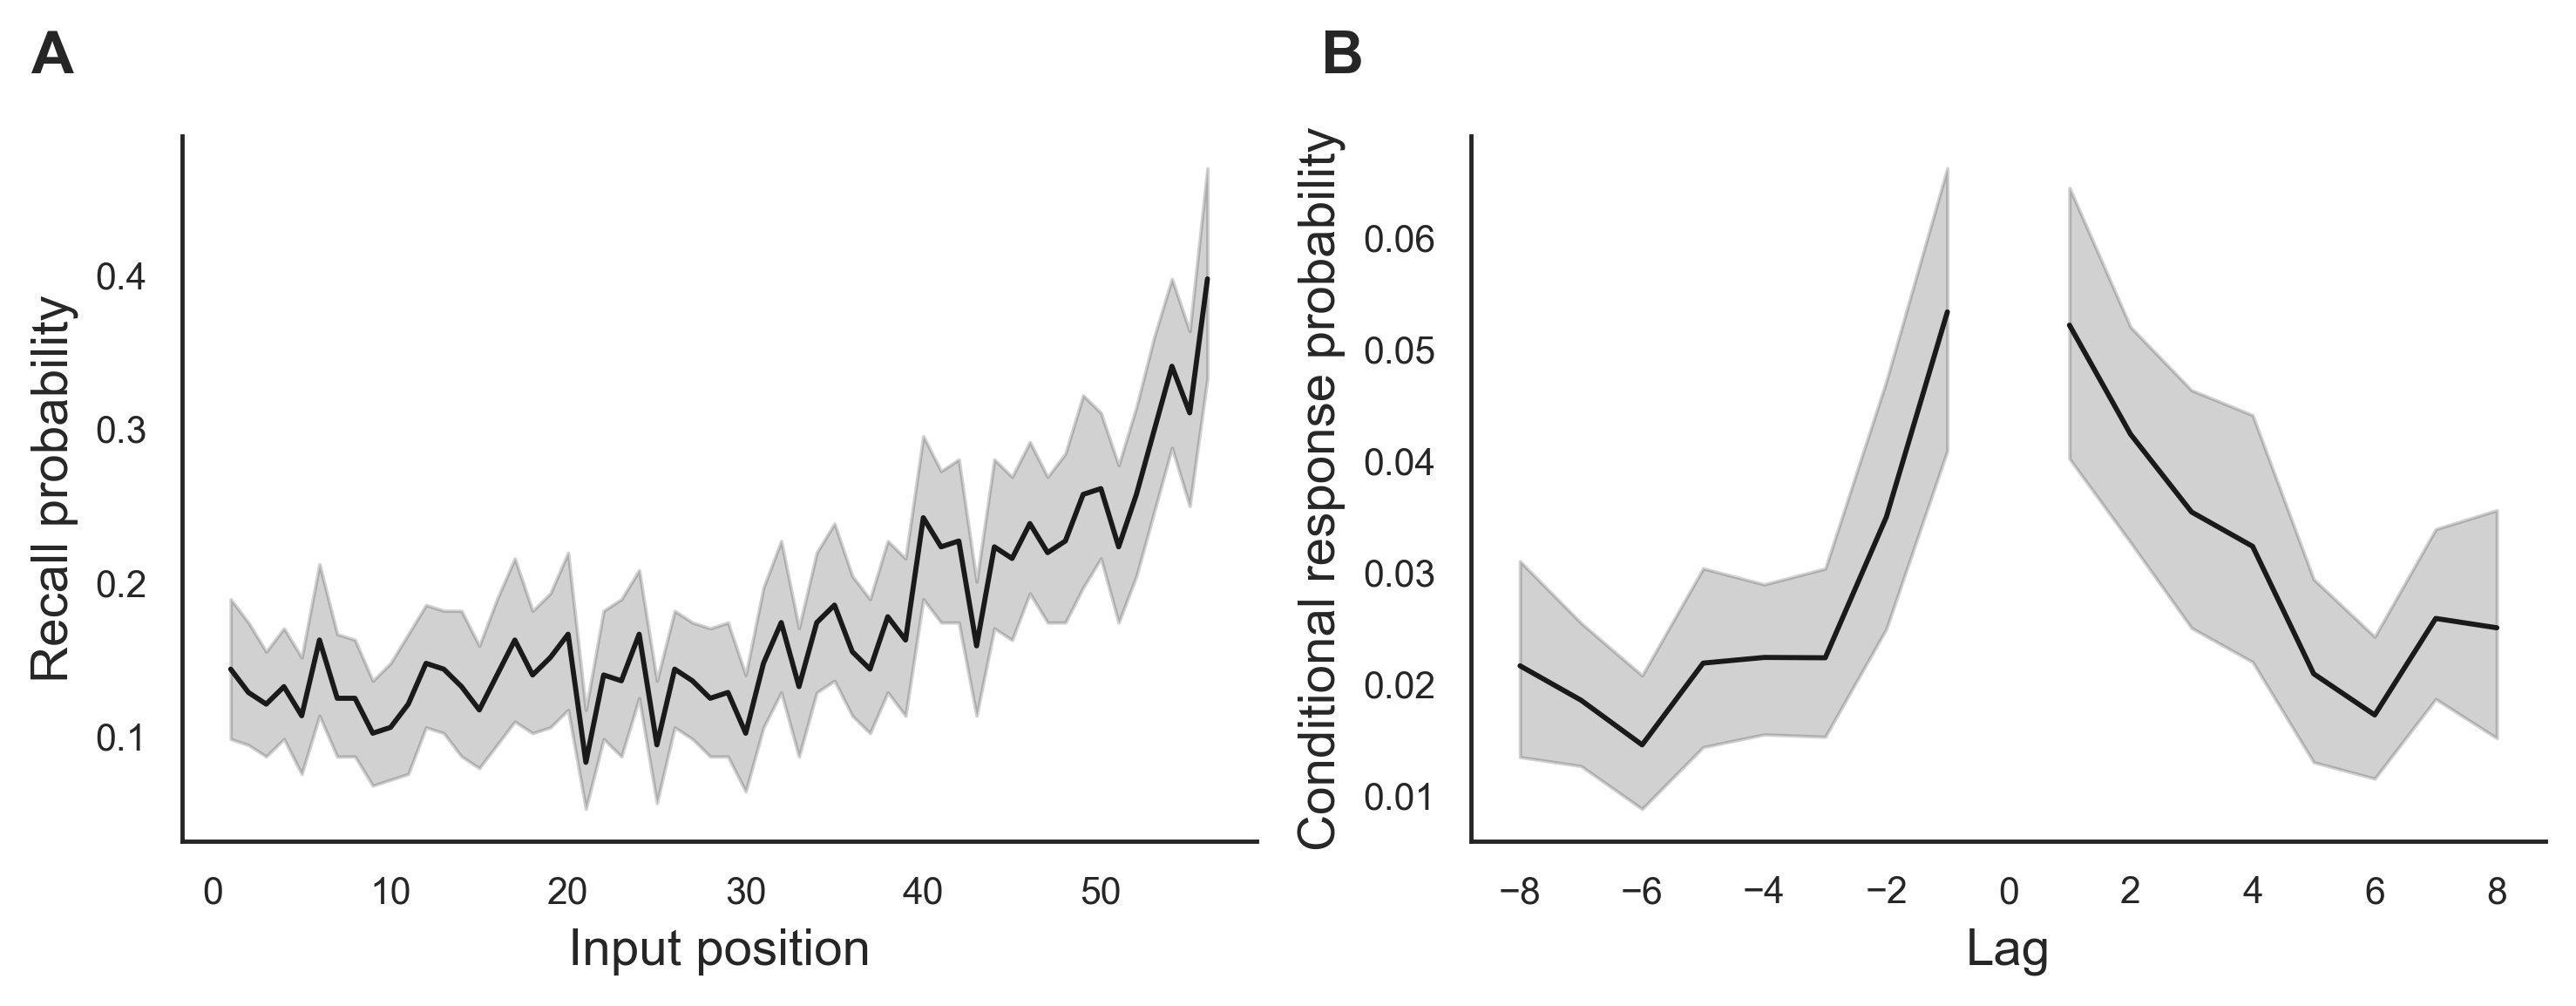 A
B
Recall probability
0.4
0.3
0.2
0.1
0 10 20 30 40 50
Input position
Conditional response probability
0.06
0.05
0.04
0.03
0.02
0.01
−8 −6 −4 −2 0 2 4 6 8
Lag